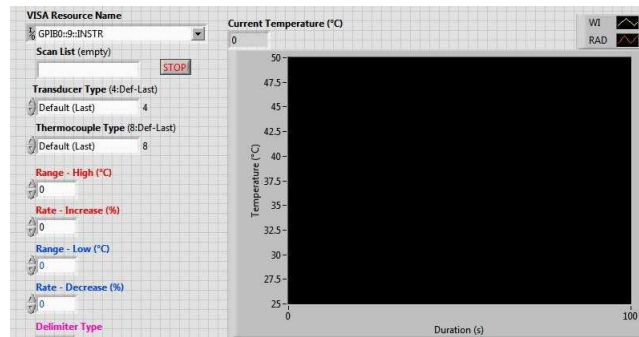 VISA Resource Name
GPIB0::9::INSTR
Scan List (empty)
STOP
Transducer Type (4:Def-Last)
Default (Last) 4
Thermocouple Type (8:Def-Last)
Default (Last) 8
Range - High (°C)
0
Rate - Increase (%)
0
Range - Low (°C)
0
Rate - Decrease (%)
0
Delimiter Type
Current Temperature (°C)
0
WI
RAD
Temperature (°C)
50
47.5
45
42.5
40
37.5
35
32.5
30
27.5
25
0
100
Duration (s)